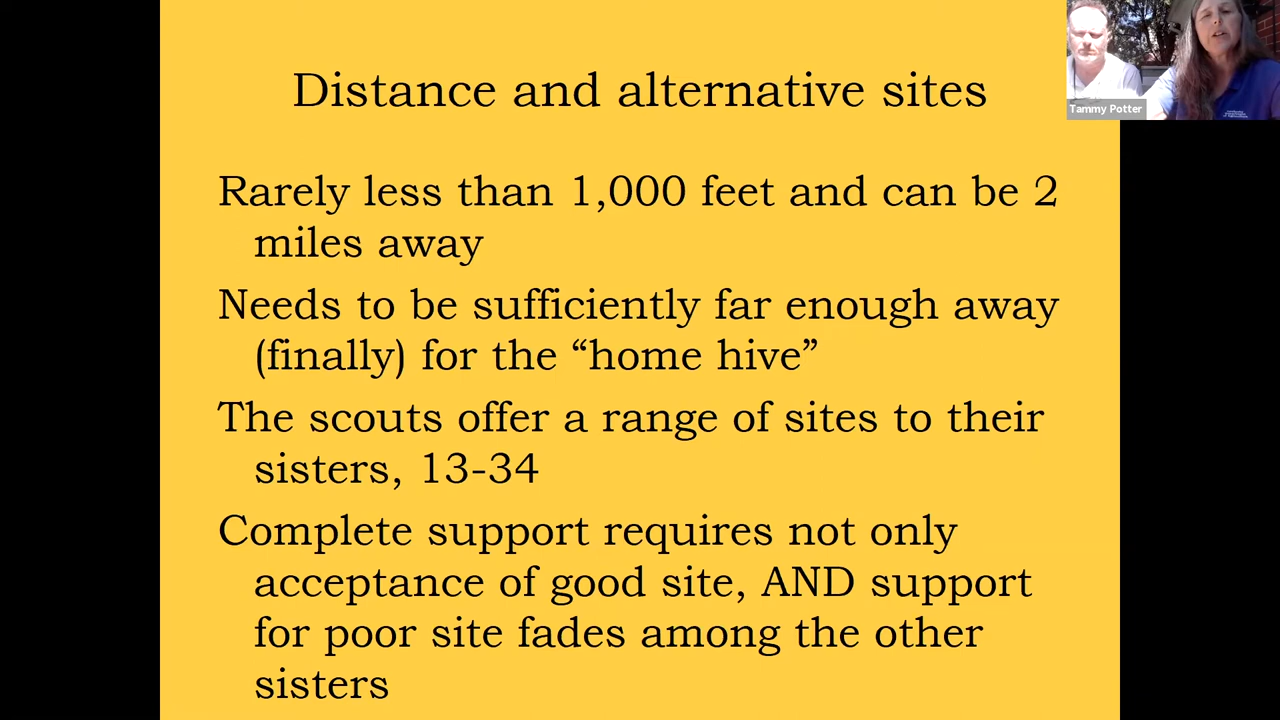 Distance and alternative sites
Rarely less than 1,000 feet and can be 2
miles away
Needs to be sufficiently far enough away
(finally) for the “home hive”
The scouts offer a range of sites to their
sisters, 13-34
Complete support requires not only
acceptance of good site, AND support
for poor site fades among the other
sisters
Tammy Potter